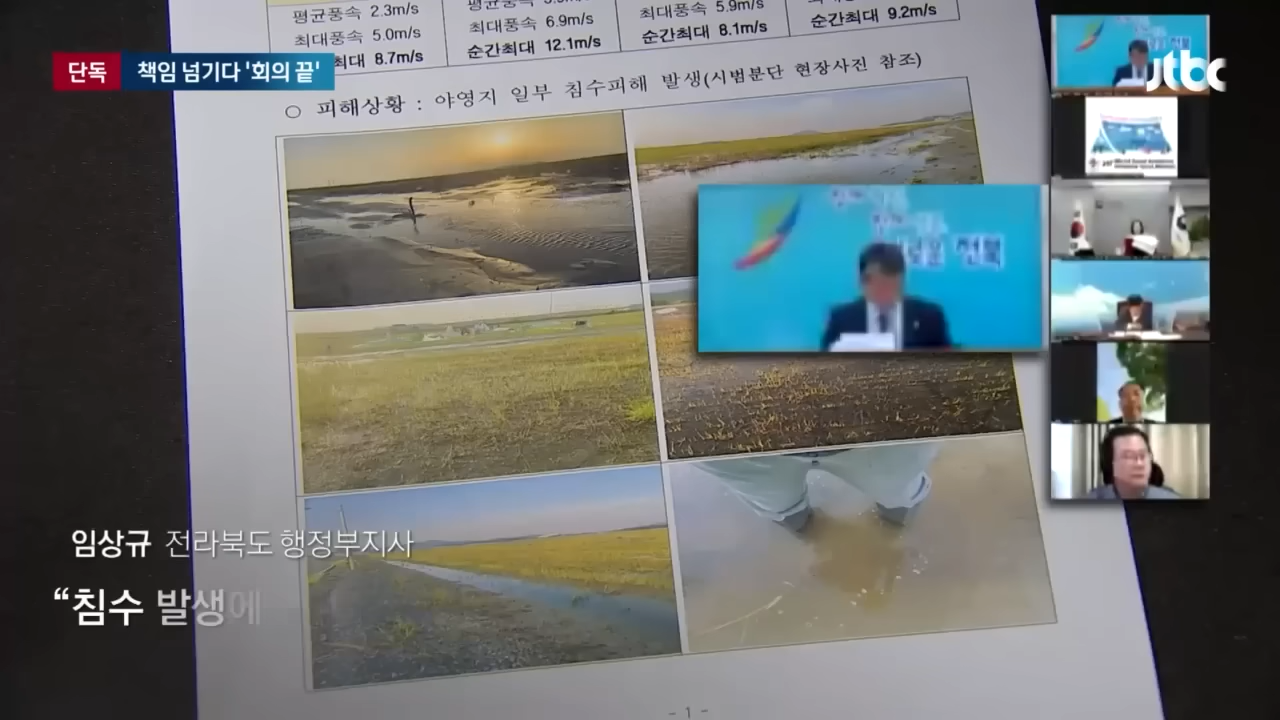 평균풍속 2.3m/s
최대풍속 5.0m/s
최대 8.7m/s
최대풍속 6.9m/s
순간최대 12.1m/s
최대풍속 5.9m/s
순간최대 8.1m/s
순간최대 9.2m/s
단독 책임 넘기다 '회의 끝'
jtbc
○ 피해상황 : 야영지 일부 침수피해 발생(시범분단 현장사진 참조)
전북
임상규 전라북도 행정부지사
“침수 발생에
- 1 -